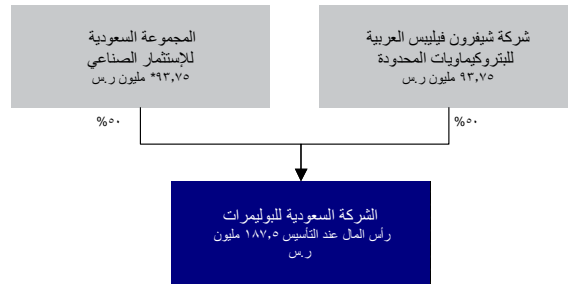 شركة شيفرون فيليبس العربية
للبتروكيماويات المحدودة
٩٣,٧٥ مليون ر.س
المجموعة السعودية
للإستثمار الصناعي
٩٣,٧٥* مليون ر.س
%٥٠
%٥٠
الشركة السعودية للبوليمرات
رأس المال عند التأسيس ١٨٧,٥ مليون
ر.س